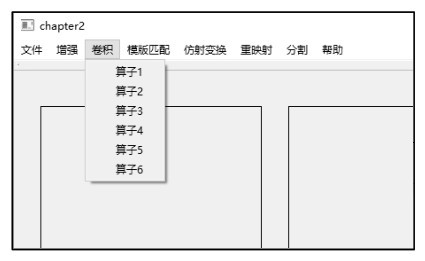 chapter2
文件 增强 卷积 模版匹配 仿射变换 重映射 分割 帮助
算子1
算子2
算子3
算子4
算子5
算子6